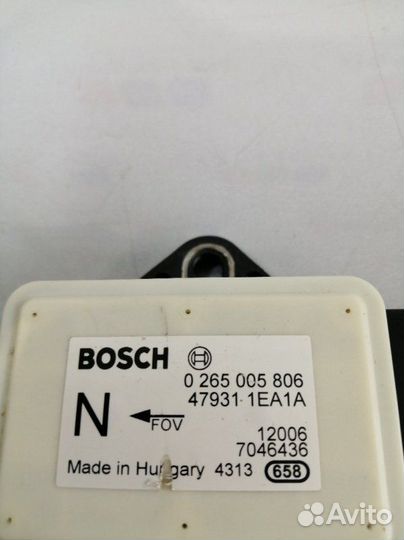 BOSCH
0 265 005 806
47931 1EA1A
N
FOV
12006
7046436
Made in Hungary 4313 658
Avito